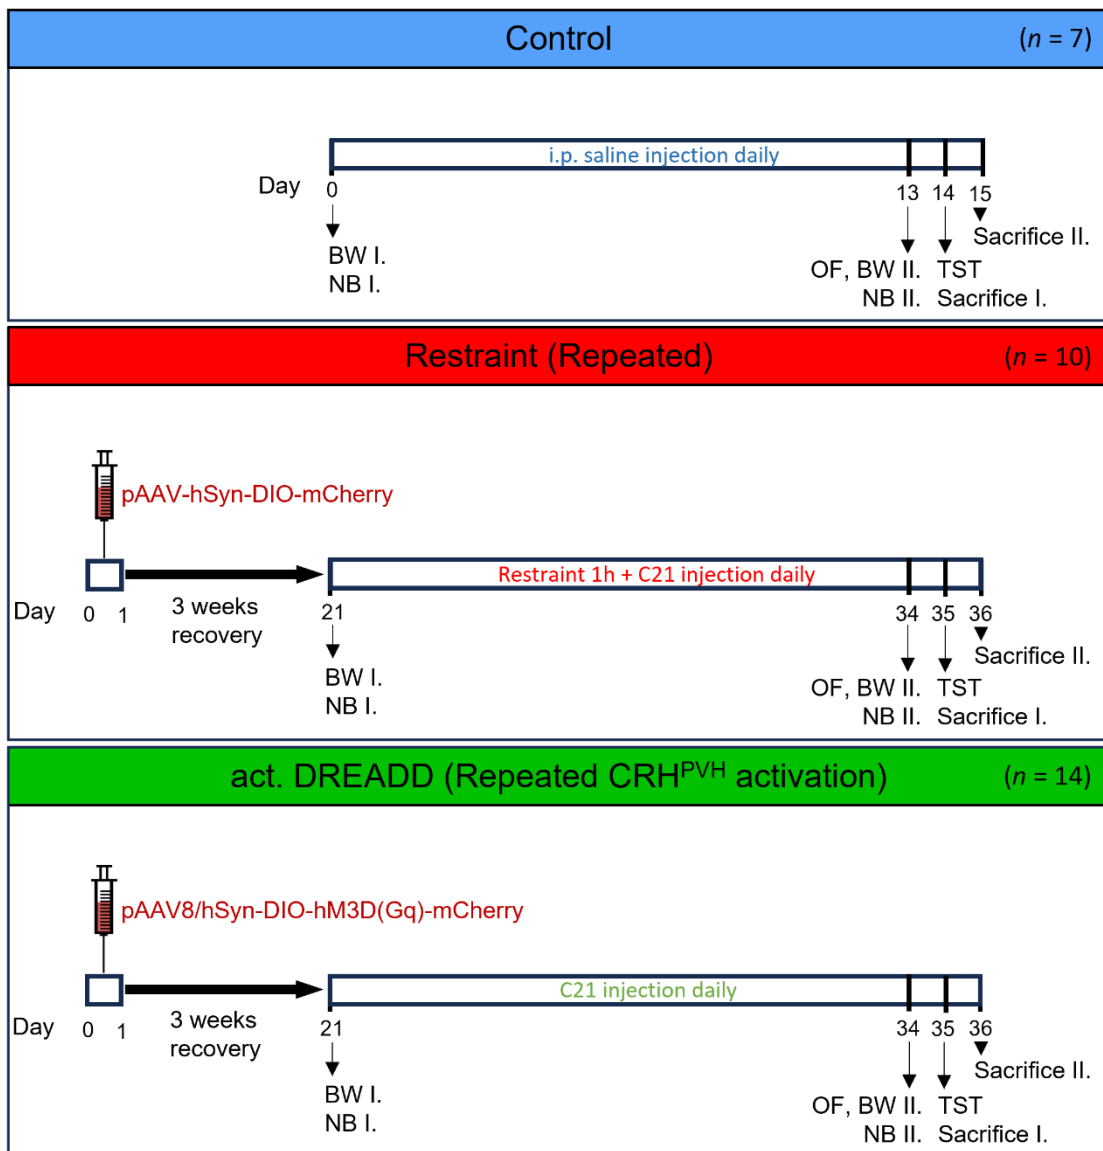 Control (n = 7)
i.p. saline injection daily
Day 0 13 14 15
Sacrifice II.
BW I.
NB I.
OF, BW II. TST
NB II. Sacrifice I.
Restraint (Repeated) (n = 10)
pAAV-hSyn-DIO-mCherry
Restraint 1h + C21 injection daily
Day 0 1 3 weeks 21 34 35 36
recovery
Sacrifice II.
BW I.
NB I.
OF, BW II. TST
NB II. Sacrifice I.
act. DREADD (Repeated CRHPVH activation) (n = 14)
pAAV8/hSyn-DIO-hM3D(Gq)-mCherry
C21 injection daily
Day 0 1 3 weeks 21 34 35 36
recovery
Sacrifice II.
BW I.
NB I.
OF, BW II. TST
NB II. Sacrifice I.